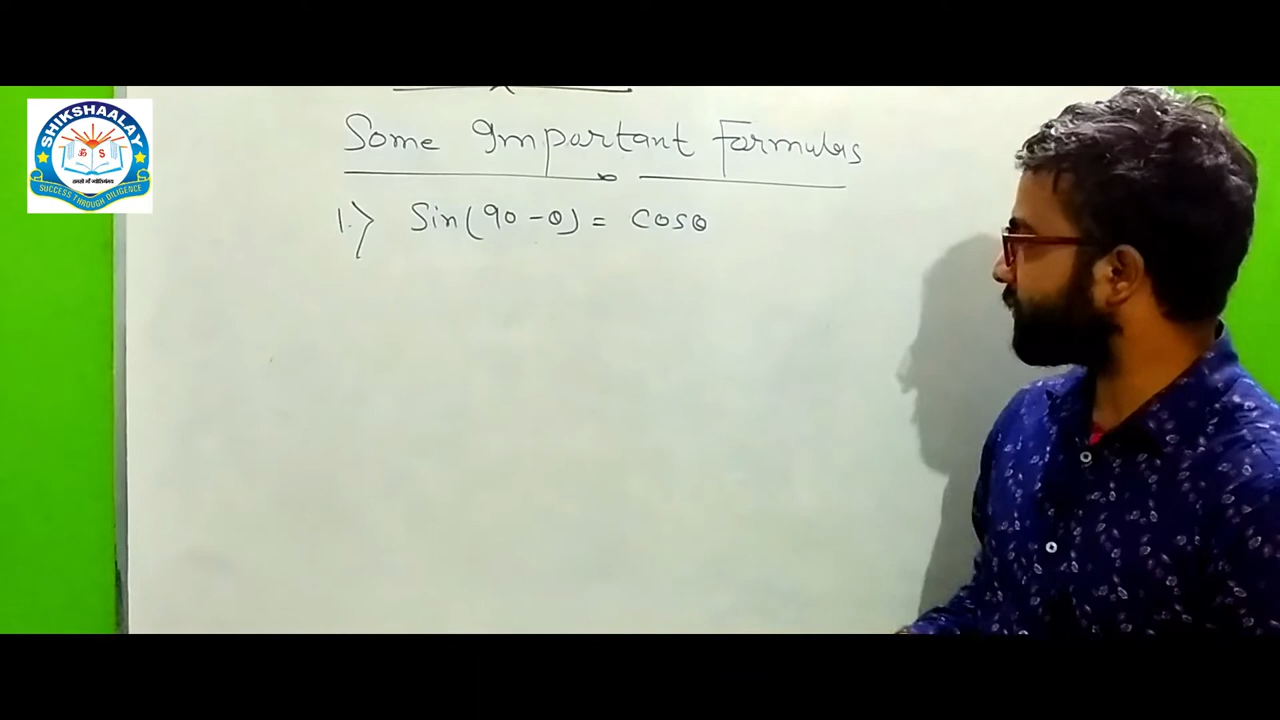 SHIKSHAALAY
SUCCESS THROUGH DILIGENCE
Some Important Formulas
1.) Sin(90-θ) = cosθ